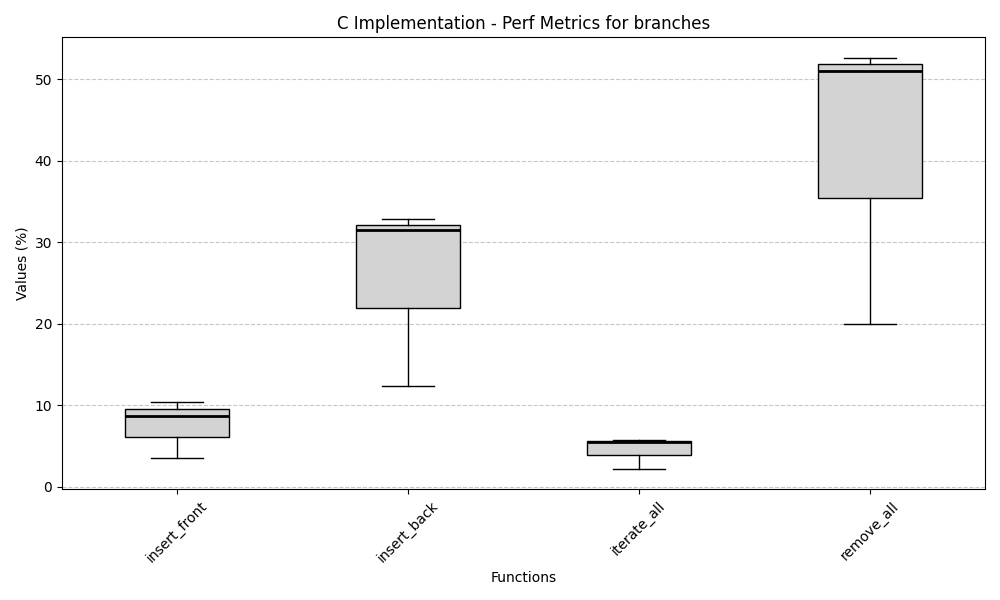 C Implementation - Perf Metrics for branches
Values (%)
50
40
30
20
10
0
insert_front
insert_back
iterate_all
remove_all
Functions